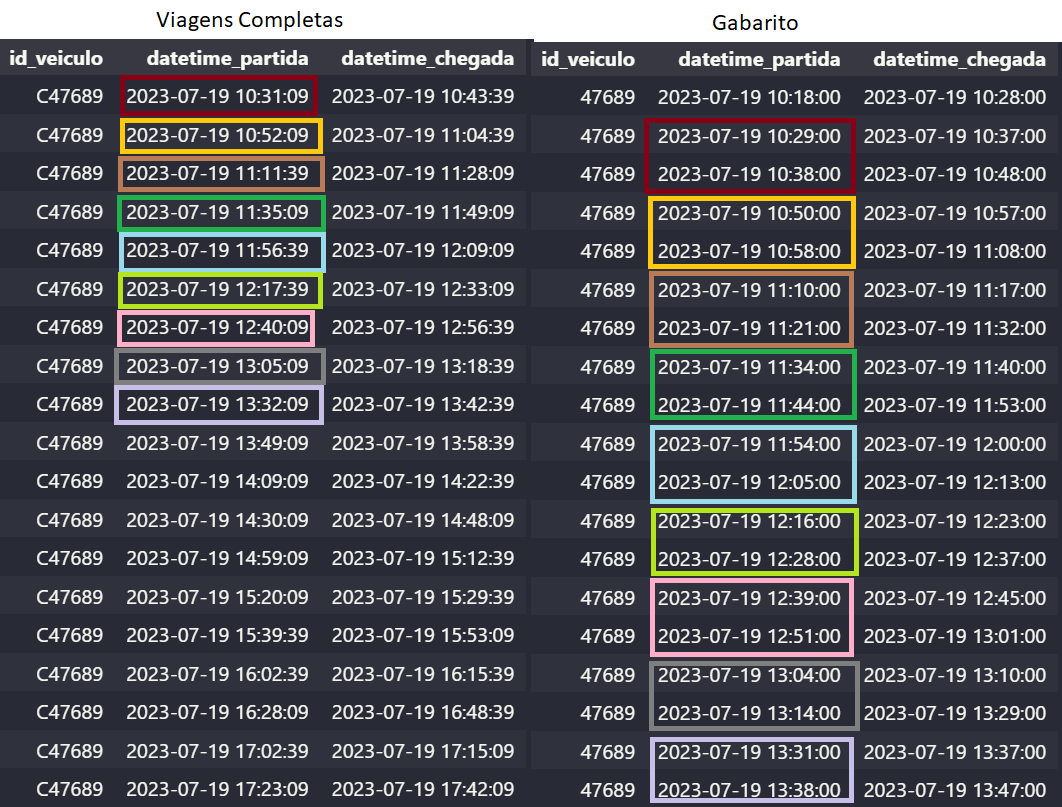 Viagens Completas
id_veiculo datetime_partida datetime_chegada
C47689 2023-07-19 10:31:09 2023-07-19 10:43:39
C47689 2023-07-19 10:52:09 2023-07-19 11:04:39
C47689 2023-07-19 11:11:39 2023-07-19 11:28:09
C47689 2023-07-19 11:35:09 2023-07-19 11:49:09
C47689 2023-07-19 11:56:39 2023-07-19 12:09:09
C47689 2023-07-19 12:17:39 2023-07-19 12:33:09
C47689 2023-07-19 12:40:09 2023-07-19 12:56:39
C47689 2023-07-19 13:05:09 2023-07-19 13:18:39
C47689 2023-07-19 13:32:09 2023-07-19 13:42:39
C47689 2023-07-19 13:49:09 2023-07-19 13:58:39
C47689 2023-07-19 14:09:09 2023-07-19 14:22:39
C47689 2023-07-19 14:30:09 2023-07-19 14:48:09
C47689 2023-07-19 14:59:09 2023-07-19 15:12:39
C47689 2023-07-19 15:20:09 2023-07-19 15:29:39
C47689 2023-07-19 15:39:39 2023-07-19 15:53:09
C47689 2023-07-19 16:02:39 2023-07-19 16:15:39
C47689 2023-07-19 16:28:09 2023-07-19 16:48:39
C47689 2023-07-19 17:02:39 2023-07-19 17:15:09
C47689 2023-07-19 17:23:09 2023-07-19 17:42:09
Gabarito
id_veiculo datetime_partida datetime_chegada
47689 2023-07-19 10:18:00 2023-07-19 10:28:00
47689 2023-07-19 10:29:00 2023-07-19 10:37:00
47689 2023-07-19 10:38:00 2023-07-19 10:48:00
47689 2023-07-19 10:50:00 2023-07-19 10:57:00
47689 2023-07-19 10:58:00 2023-07-19 11:08:00
47689 2023-07-19 11:10:00 2023-07-19 11:17:00
47689 2023-07-19 11:21:00 2023-07-19 11:32:00
47689 2023-07-19 11:34:00 2023-07-19 11:40:00
47689 2023-07-19 11:44:00 2023-07-19 11:53:00
47689 2023-07-19 11:54:00 2023-07-19 12:00:00
47689 2023-07-19 12:05:00 2023-07-19 12:13:00
47689 2023-07-19 12:16:00 2023-07-19 12:23:00
47689 2023-07-19 12:28:00 2023-07-19 12:37:00
47689 2023-07-19 12:39:00 2023-07-19 12:45:00
47689 2023-07-19 12:51:00 2023-07-19 13:01:00
47689 2023-07-19 13:04:00 2023-07-19 13:10:00
47689 2023-07-19 13:14:00 2023-07-19 13:29:00
47689 2023-07-19 13:31:00 2023-07-19 13:37:00
47689 2023-07-19 13:38:00 2023-07-19 13:47:00